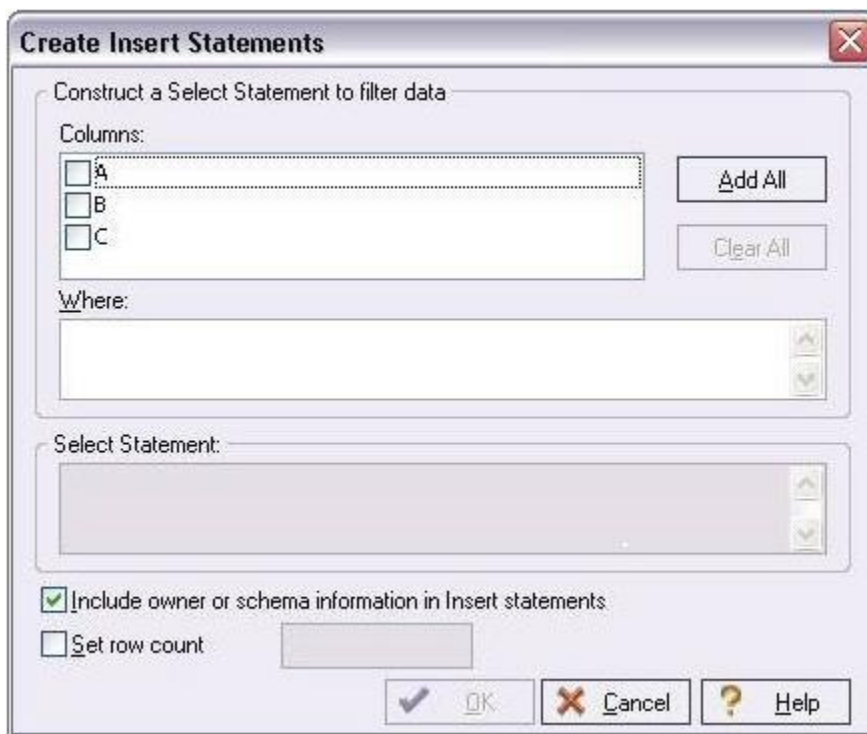 Create Insert Statements
Construct a Select Statement to filter data
Columns:
A
Add All
B
C
Clear All
Where:
Select Statement:
Include owner or schema information in Insert statements
Set row count
OK
Cancel
Help